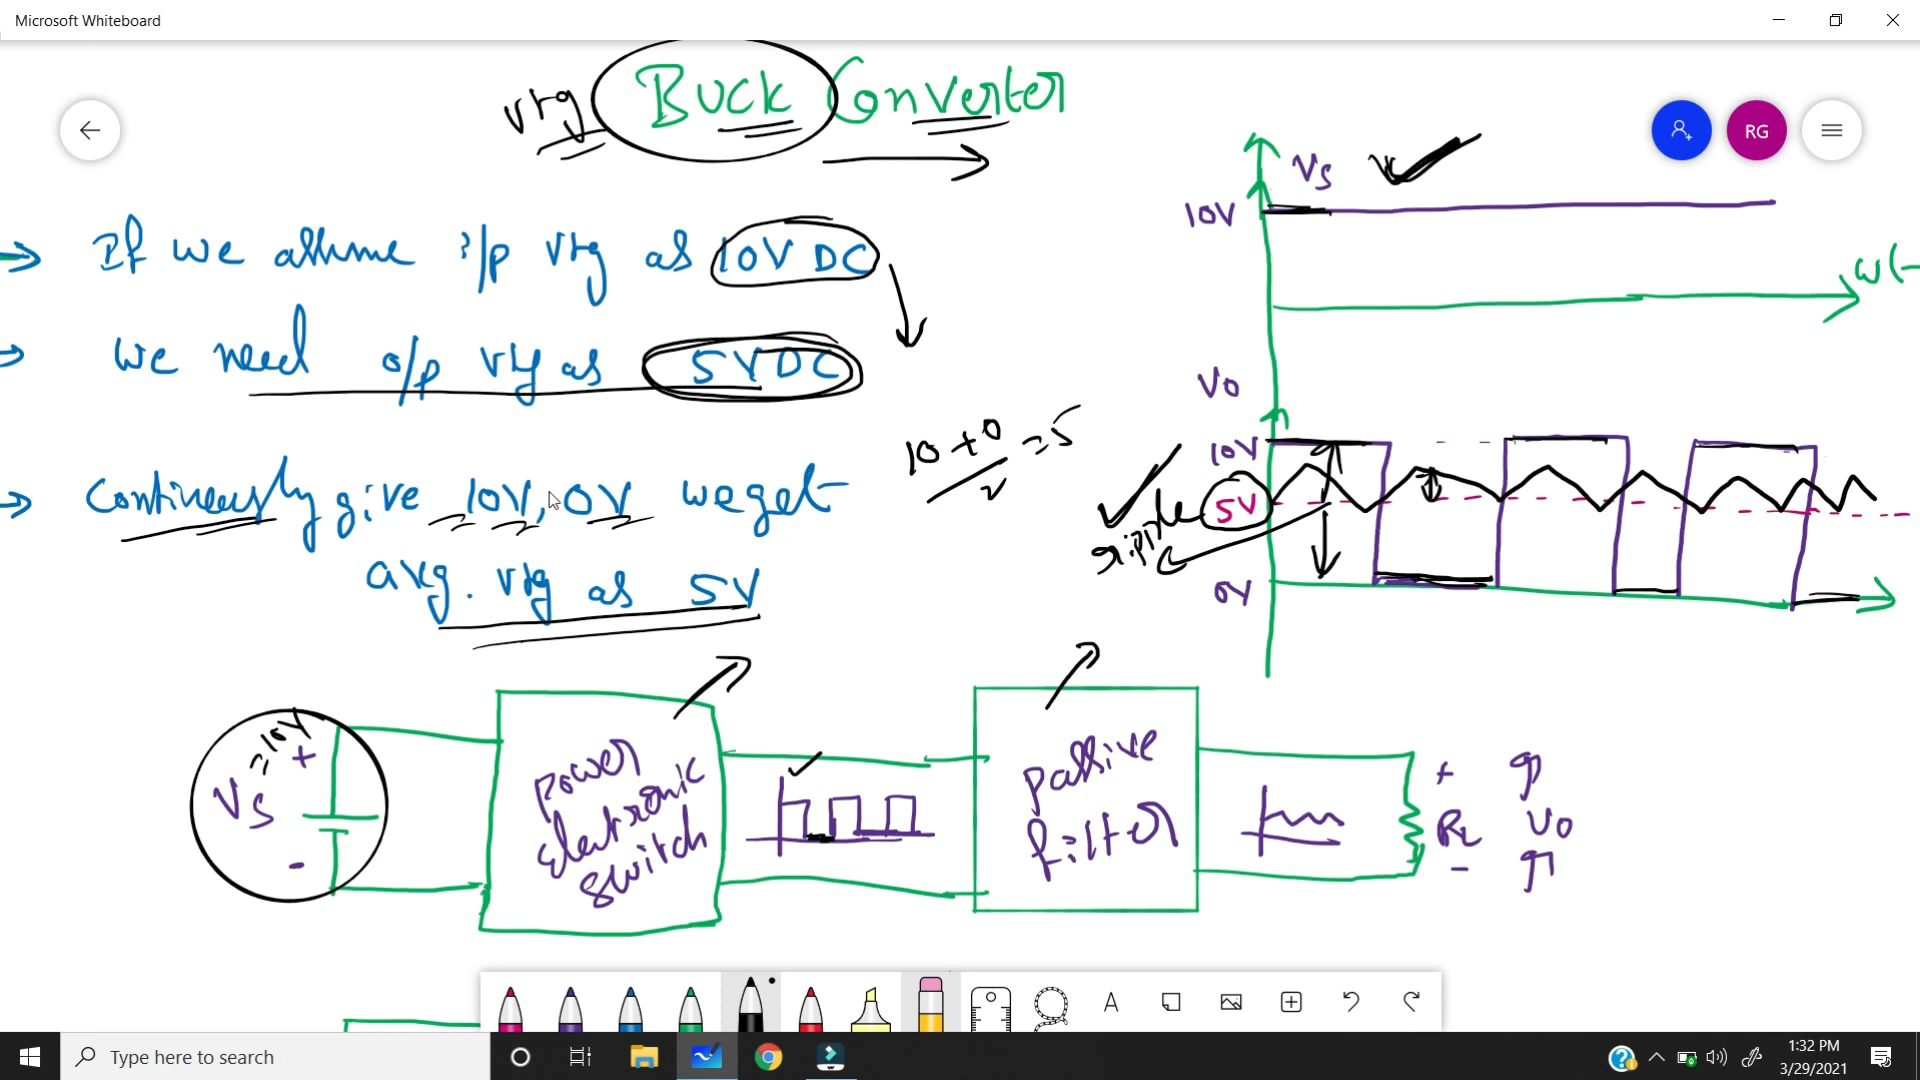 Microsoft Whiteboard
vtg Buck Converter
RG
→ If we assume i/p vtg as 10V DC
→ We need o/p vtg as 5V DC
10+0/2 = 5
→ Continuously give 10V, 0V we get
avg. vtg as 5V
Vs
10V
ωt
Vo
10V
5V
ripple
0V
Vs = 10V
+
-
Power
electronic
switch
passive
filter
+
RL
-
Vo
A
Type here to search
1:32 PM
3/29/2021